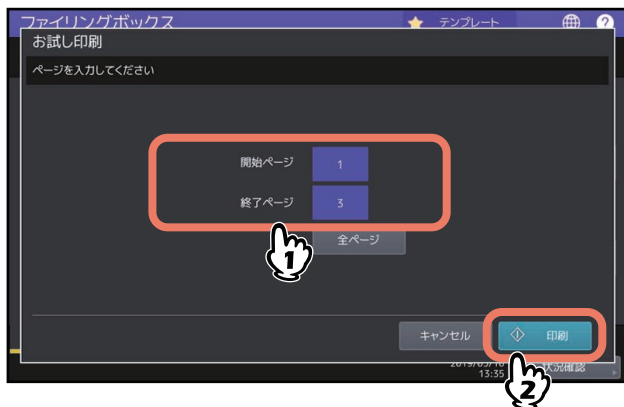 ファイリングボックス
テンプレート
?
お試し印刷
ページを入力してください
開始ページ 1
終了ページ 3
1
全ページ
キャンセル
印刷
2
13:35
状況確認